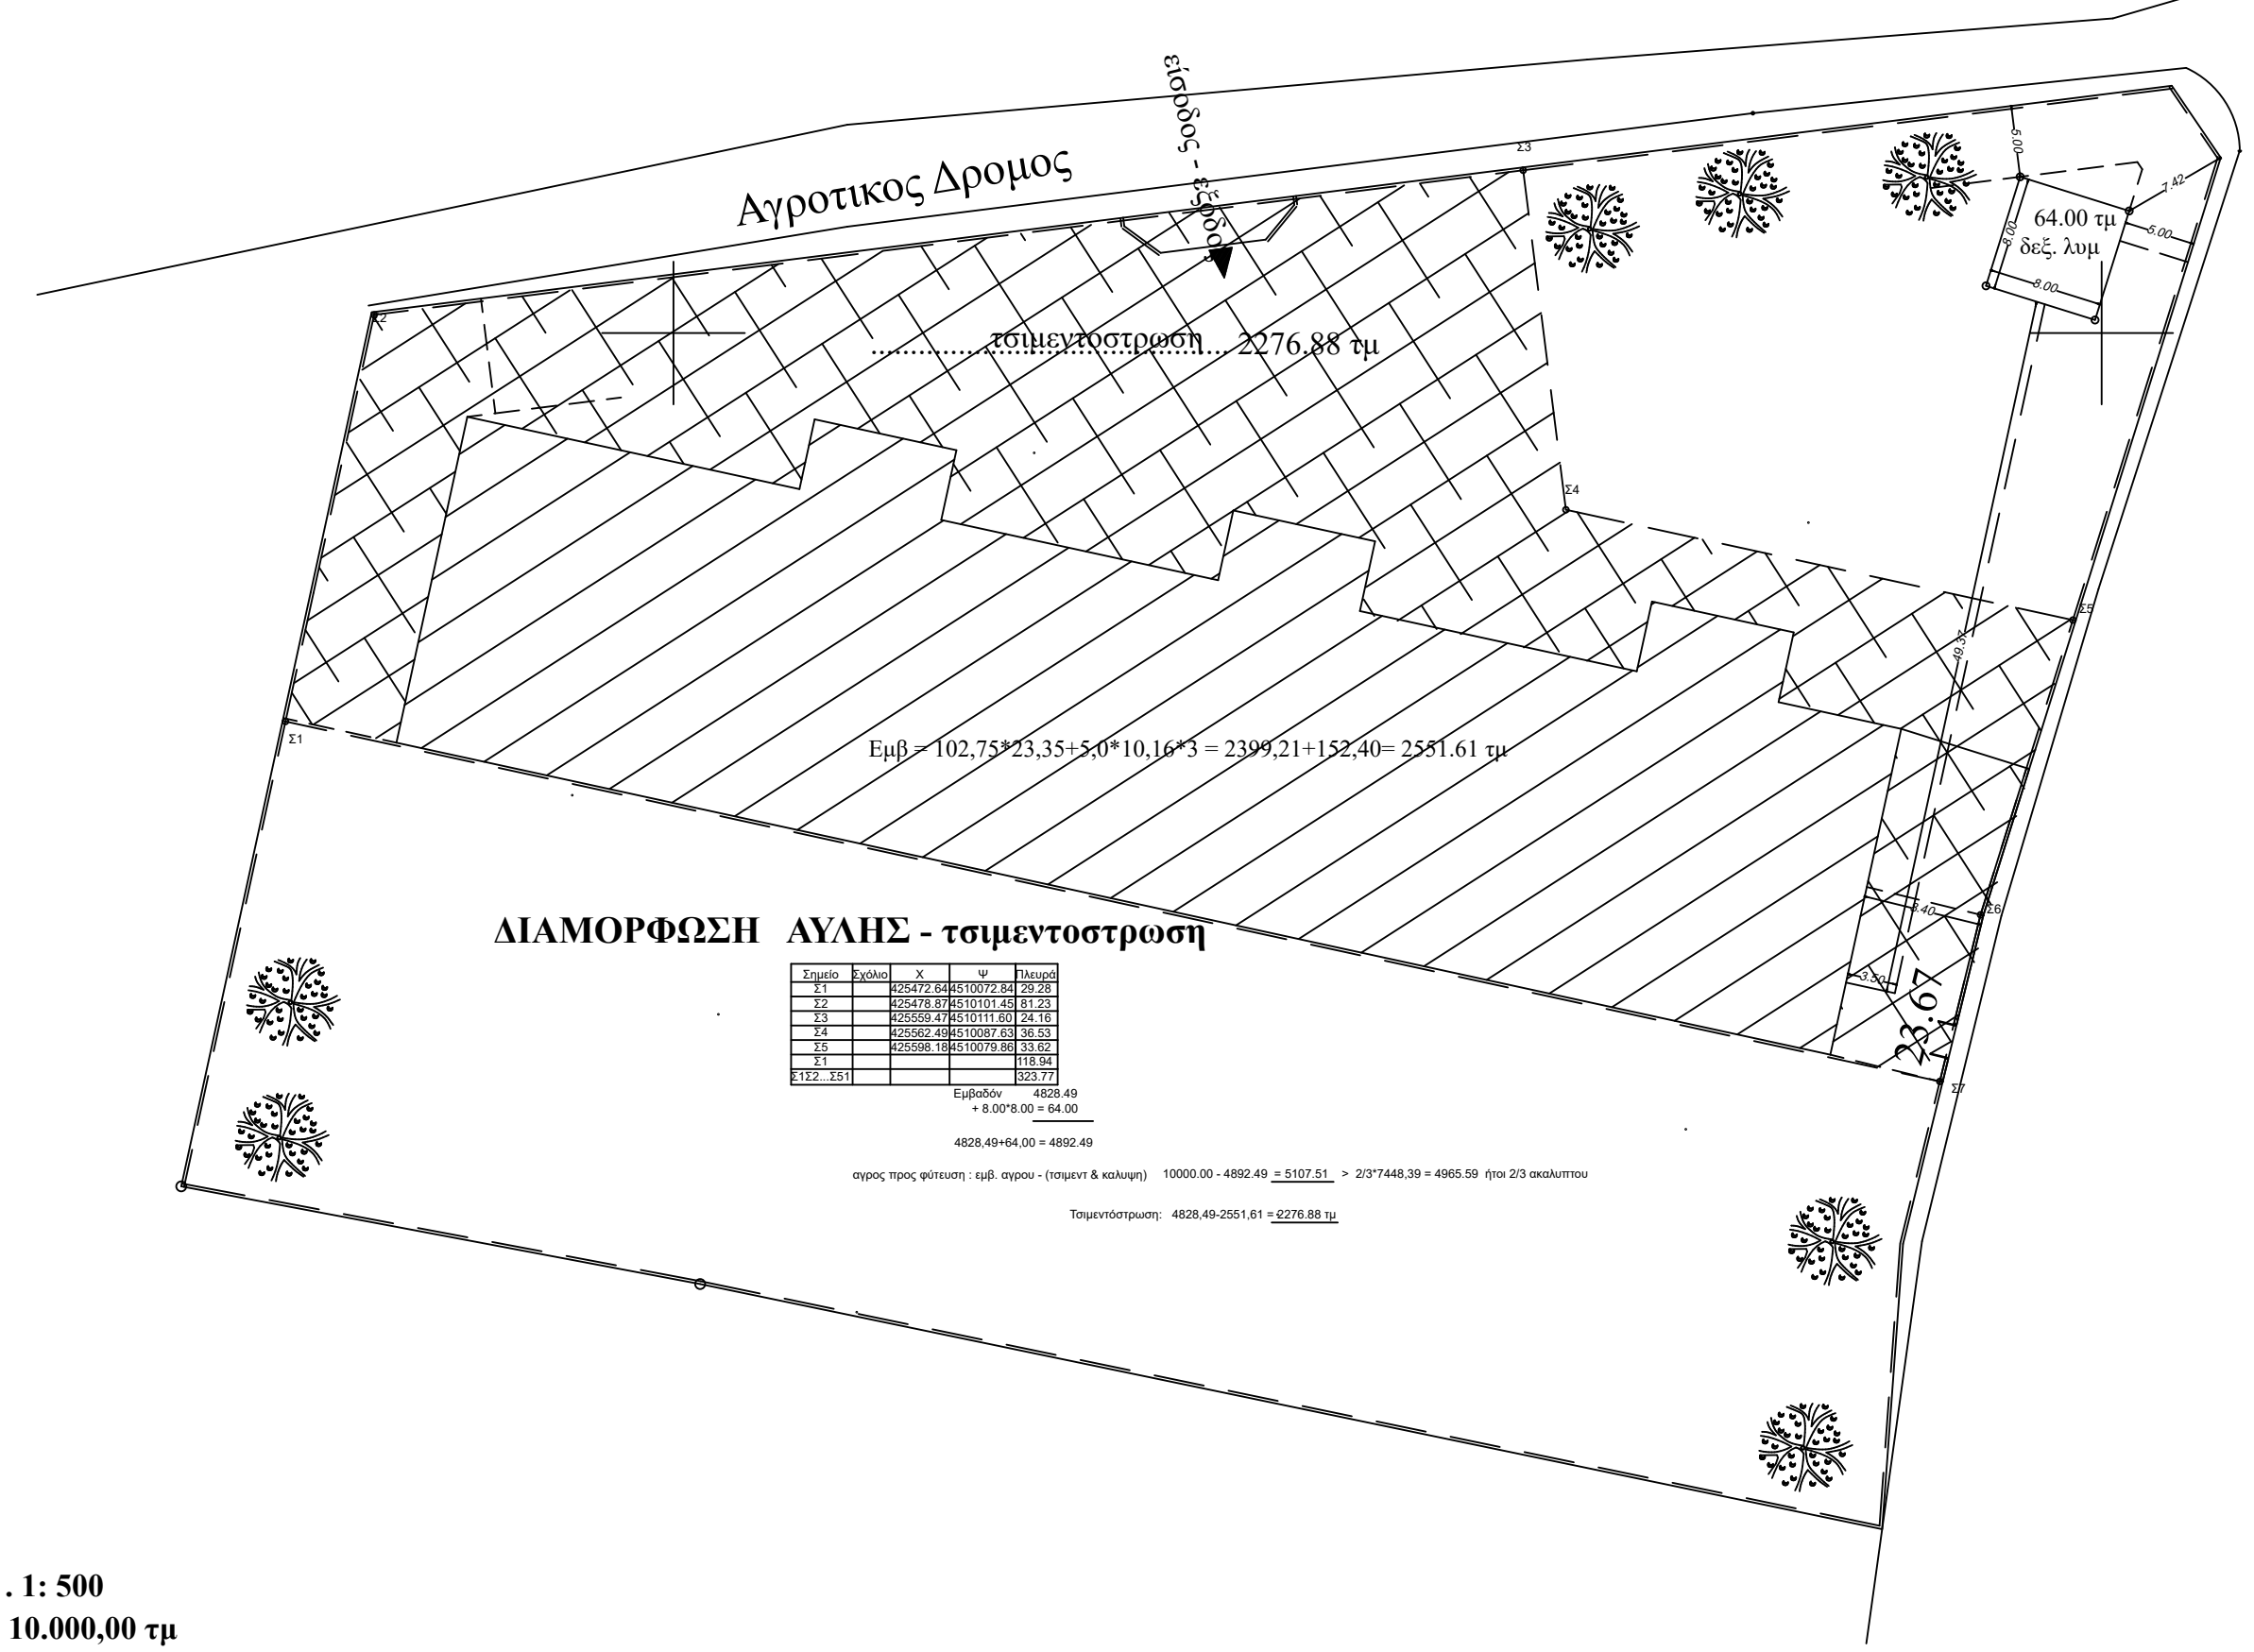 είσοδος - έξοδος
Αγροτικος Δρομος
Σ3
5.00
7.42
64.00 τμ
δεξ. λυμ
8.00
5.00
8.00
Σ2
τσιμεντοστρωση
............................................. 2276.88 τμ
Σ4
Σ5
49.37
Σ1
Εμβ = 102,75*23,35+5,0*10,16*3 = 2399,21+152,40= 2551.61 τμ
8.40
Σ6
3.50
23.67
Σ7
ΔΙΑΜΟΡΦΩΣΗ ΑΥΛΗΣ - τσιμεντοστρωση
Σημείο Σχόλιο Χ Ψ Πλευρά
Σ1 425472.64 4510072.84 29.28
Σ2 425478.87 4510101.45 81.23
Σ3 425559.47 4510111.60 24.16
Σ4 425562.49 4510087.63 36.53
Σ5 425598.18 4510079.86 33.62
Σ1 118.94
Σ1Σ2...Σ51 323.77
Εμβαδόν 4828.49
+ 8.00*8.00 = 64.00
4828,49+64,00 = 4892.49
αγρος προς φύτευση : εμβ. αγρου - (τσιμεντ & καλυψη) 10000.00 - 4892.49 = 5107.51 > 2/3*7448,39 = 4965.59 ήτοι 2/3 ακαλυπτου
Τσιμεντόστρωση: 4828,49-2551,61 = 2276.88 τμ
. 1: 500
10.000,00 τμ